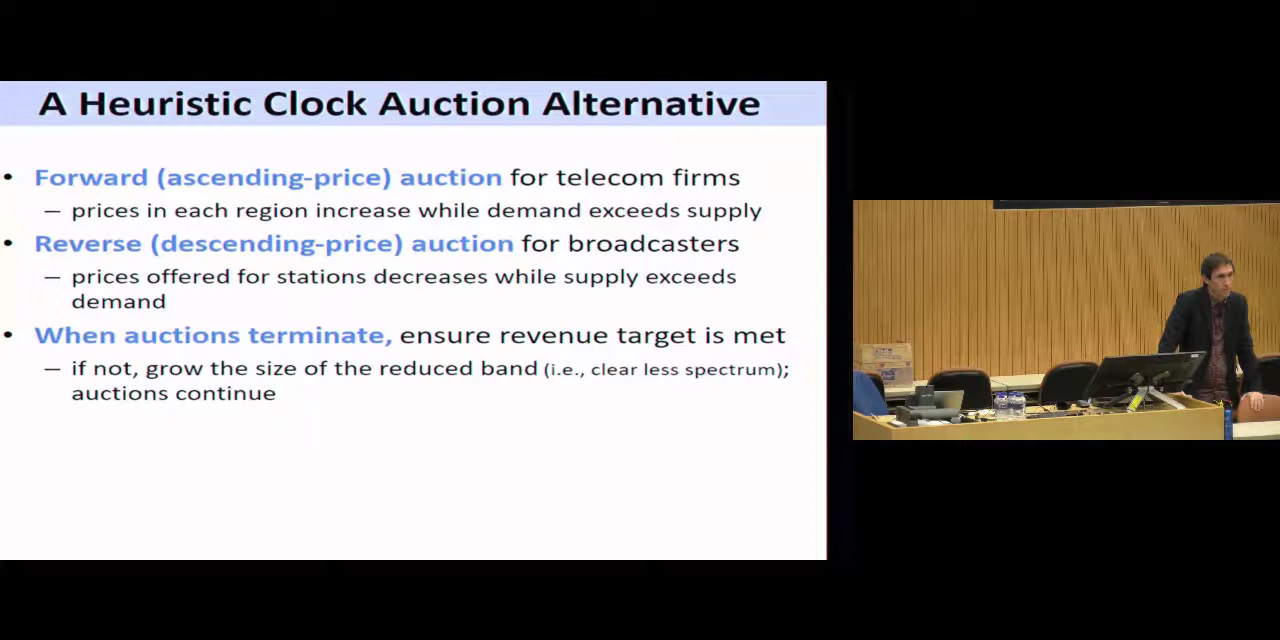 A Heuristic Clock Auction Alternative
• Forward (ascending-price) auction for telecom firms
– prices in each region increase while demand exceeds supply
• Reverse (descending-price) auction for broadcasters
– prices offered for stations decreases while supply exceeds
demand
• When auctions terminate, ensure revenue target is met
– if not, grow the size of the reduced band (i.e., clear less spectrum);
auctions continue